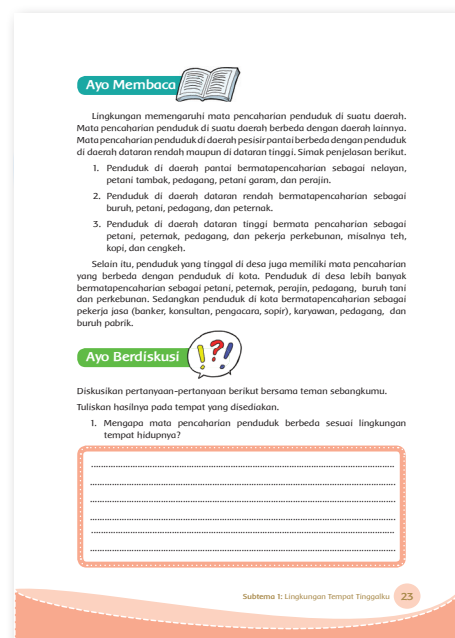 Ayo Membaca
Lingkungan memengaruhi mata pencaharian penduduk di suatu daerah.
Mata pencaharian penduduk di suatu daerah berbeda dengan daerah lainnya.
Mata pencaharian penduduk di daerah pesisir pantai berbeda dengan penduduk
di daerah dataran rendah maupun di dataran tinggi. Simak penjelasan berikut.
1. Penduduk di daerah pantai bermatapencaharian sebagai nelayan,
petani tambak, pedagang, petani garam, dan perajin.
2. Penduduk di daerah dataran rendah bermatapencaharian sebagai
buruh, petani, pedagang, dan peternak.
3. Penduduk di daerah dataran tinggi bermata pencaharian sebagai
petani, peternak, pedagang, dan pekerja perkebunan, misalnya teh,
kopi, dan cengkeh.
Selain itu, penduduk yang tinggal di desa juga memiliki mata pencaharian
yang berbeda dengan penduduk di kota. Penduduk di desa lebih banyak
bermatapencaharian sebagai petani, peternak, perajin, pedagang, buruh tani
dan perkebunan. Sedangkan penduduk di kota bermatapencaharian sebagai
pekerja jasa (banker, konsultan, pengacara, sopir), karyawan, pedagang, dan
buruh pabrik.
Ayo Berdiskusi
!?!
Diskusikan pertanyaan-pertanyaan berikut bersama teman sebangkumu.
Tuliskan hasilnya pada tempat yang disediakan.
1. Mengapa mata pencaharian penduduk berbeda sesuai lingkungan
tempat hidupnya?
Subtema 1: Lingkungan Tempat Tinggalku 23